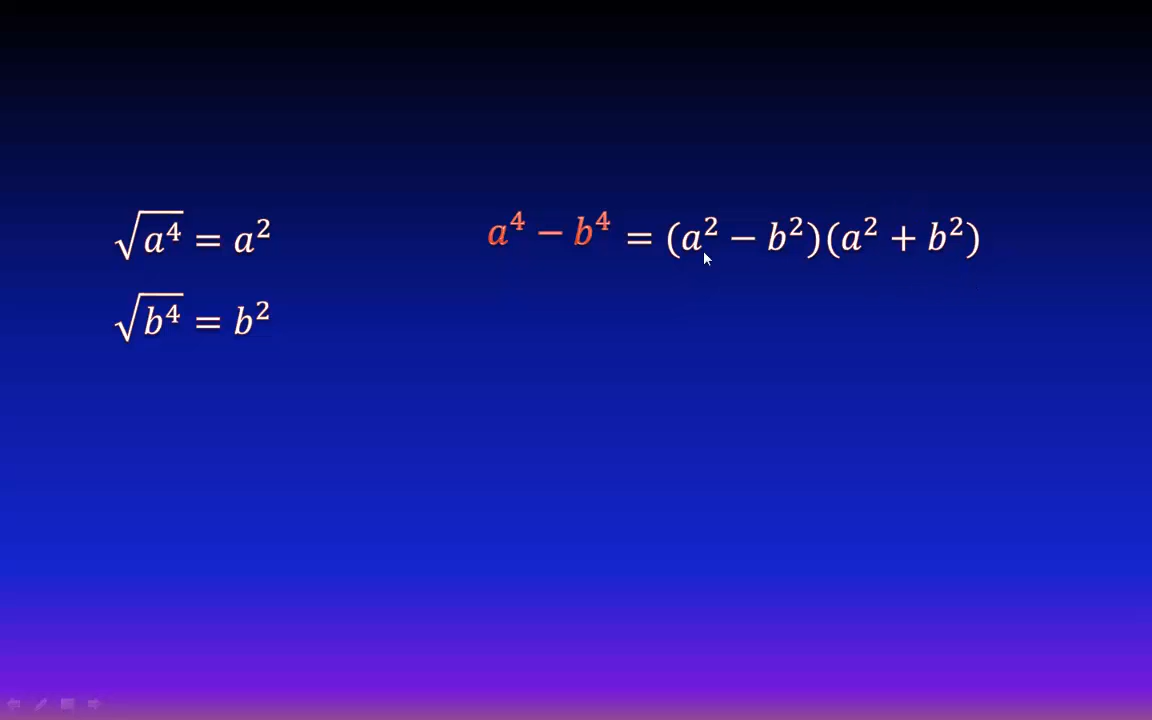 √a⁴ = a²
√b⁴ = b²
a⁴ − b⁴ = (a² − b²)(a² + b²)